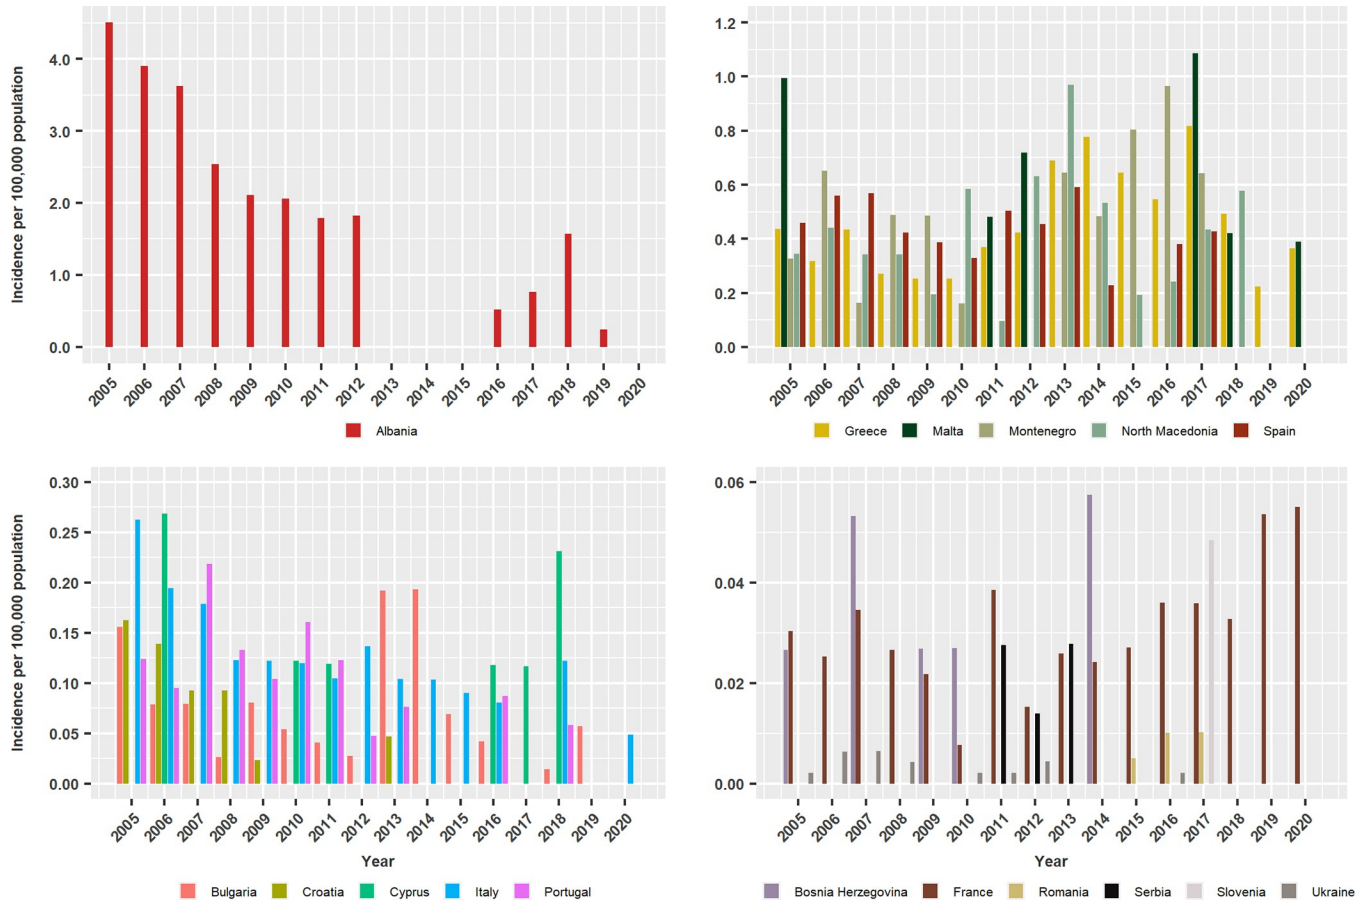 Incidence per 100,000 population
4.0
3.0
2.0
1.0
0.0
2005 2006 2007 2008 2009 2010 2011 2012 2013 2014 2015 2016 2017 2018 2019 2020
Albania
1.2
1.0
0.8
0.6
0.4
0.2
0.0
2005 2006 2007 2008 2009 2010 2011 2012 2013 2014 2015 2016 2017 2018 2019 2020
Greece Malta Montenegro North Macedonia Spain
Incidence per 100,000 population
0.30
0.25
0.20
0.15
0.10
0.05
0.00
2005 2006 2007 2008 2009 2010 2011 2012 2013 2014 2015 2016 2017 2018 2019 2020
Year
Bulgaria Croatia Cyprus Italy Portugal
0.06
0.04
0.02
0.00
2005 2006 2007 2008 2009 2010 2011 2012 2013 2014 2015 2016 2017 2018 2019 2020
Year
Bosnia Herzegovina France Romania Serbia Slovenia Ukraine